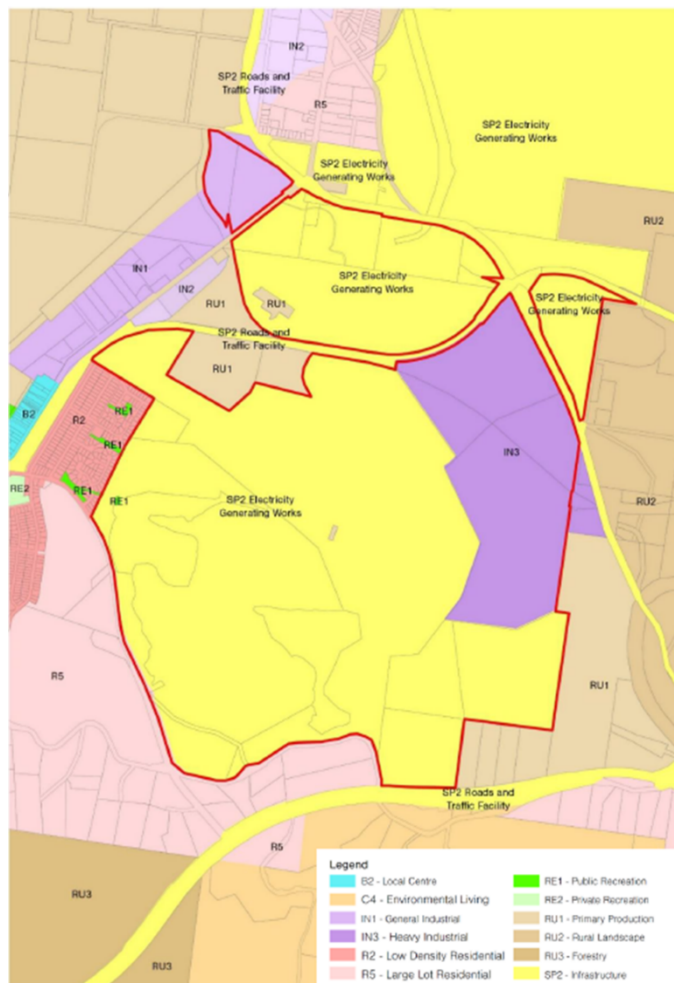 IN2
SP2 Roads and
Traffic Facility
R5
SP2 Electricity
Generating Works
SP2 Electricity
Generating Works
RU2
IN1
SP2 Electricity
Generating Works
IN2
RU1
RU1
SP2 Electricity
Generating Works
SP2 Roads and
Traffic Facility
RU1
B2
R2
RE1
RE1
IN3
RE2
RE1
RE1
SP2 Electricity
Generating Works
RU2
R5
RU1
SP2 Roads and
Traffic Facility
R5
RU3
RU3
Legend
B2 - Local Centre
C4 - Environmental Living
IN1 - General Industrial
IN3 - Heavy Industrial
R2 - Low Density Residential
R5 - Large Lot Residential
RE1 - Public Recreation
RE2 - Private Recreation
RU1 - Primary Production
RU2 - Rural Landscape
RU3 - Forestry
SP2 - Infrastructure